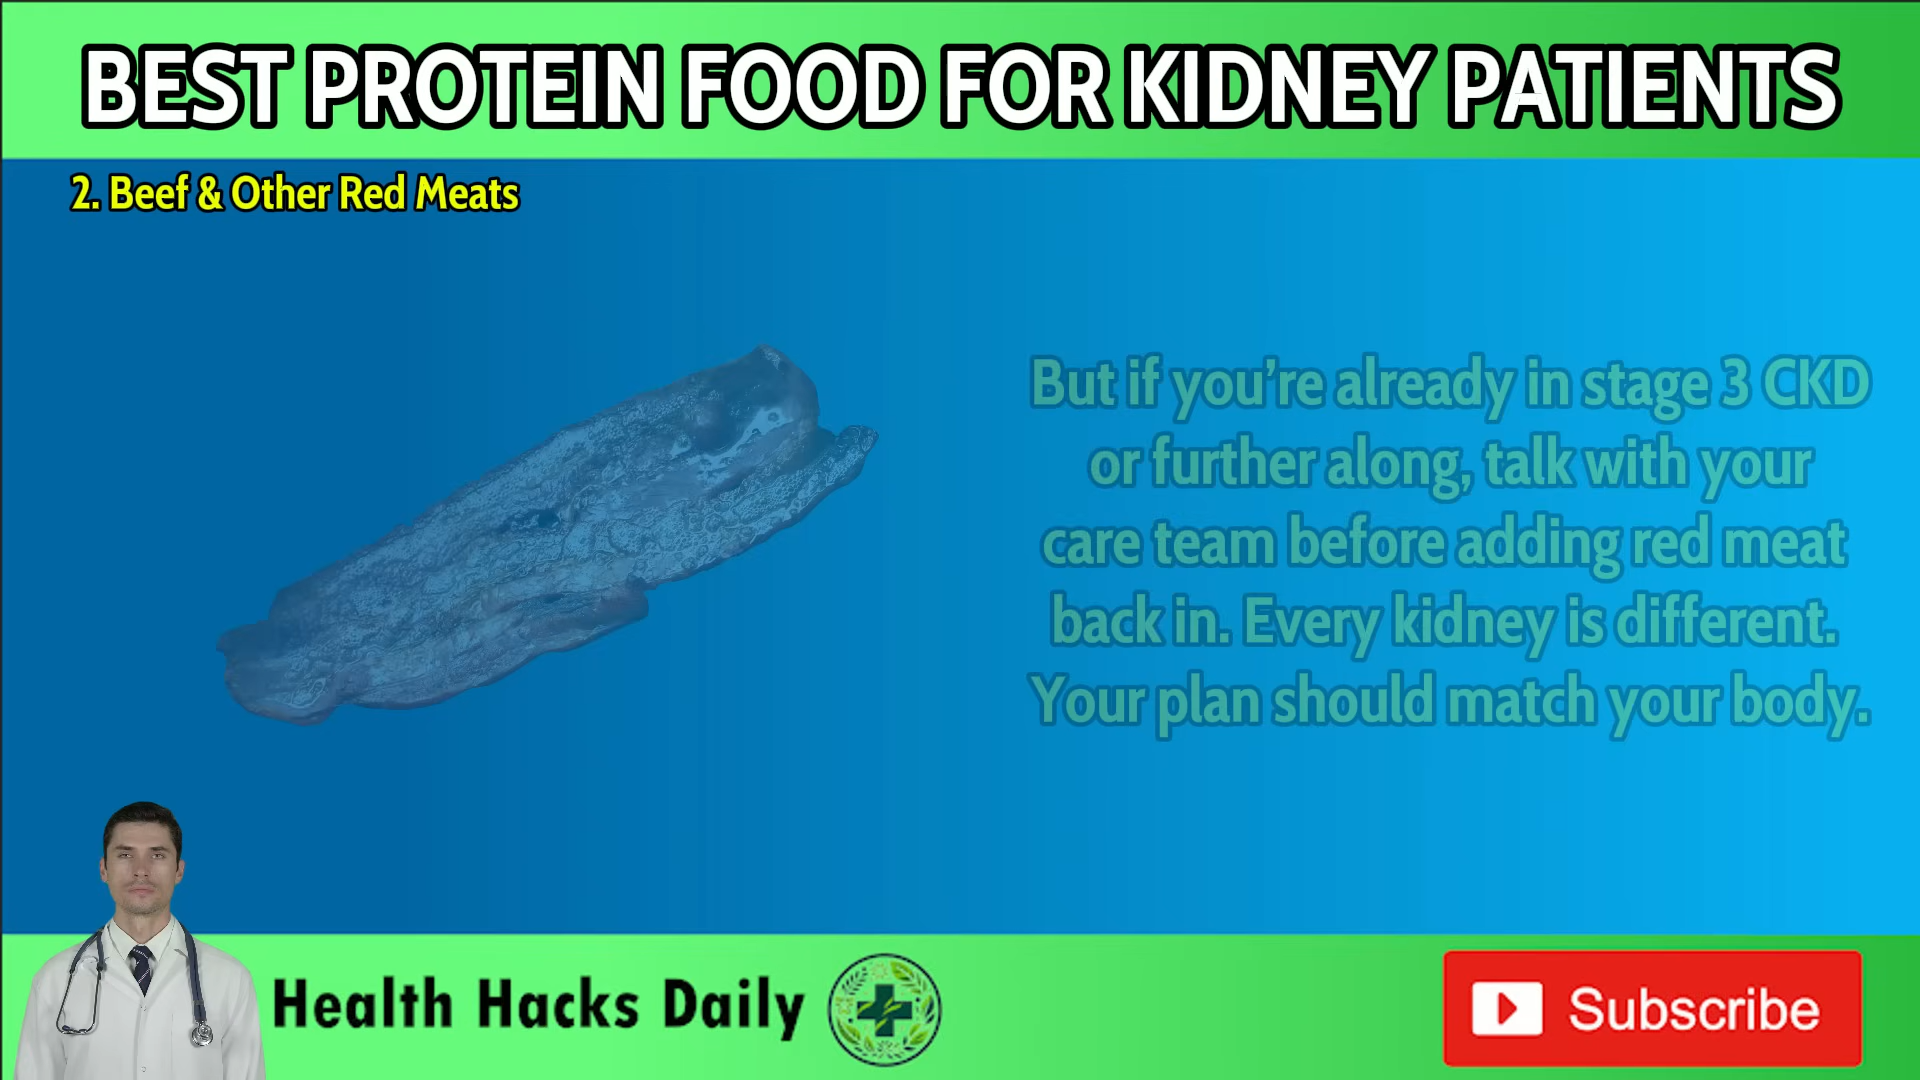 BEST PROTEIN FOOD FOR KIDNEY PATIENTS
2. Beef & Other Red Meats
But if you’re already in stage 3 CKD
or further along, talk with your
care team before adding red meat
back in. Every kidney is different.
Your plan should match your body.
Health Hacks Daily
Subscribe